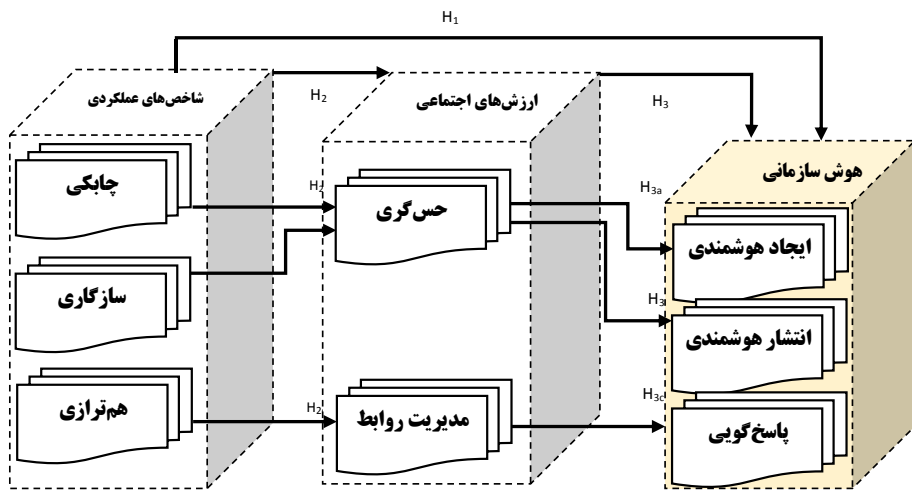 H1
شاخص‌های عملکردی
H2
ارزش‌های اجتماعی
H3
هوش سازمانی
چابکی
H2
حس‌گری
H3a
ایجاد هوشمندی
سازگاری
H3
انتشار هوشمندی
هم‌ترازی
H2
مدیریت روابط
H3c
پاسخ‌گویی